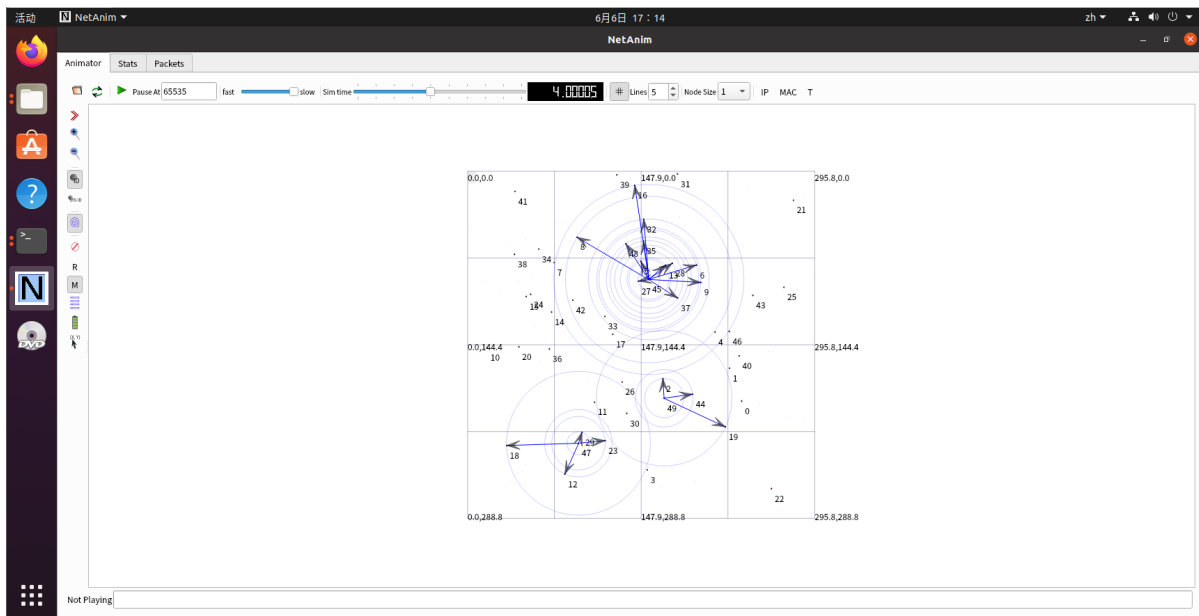 活动 NetAnim 6月6日 17：14 zh
NetAnim
Animator Stats Packets
Pause At 65535 fast slow Sim time 4.00005 # Lines 5 Node Size 1 IP MAC T
0.0,0.0 147.9,0.0 295.8,0.0
39 31
16
41
21
32
8
35
48
34
38
7
13 28 6
27 45
9
25
24
43
42
37
14
33
17
4 46
0.0,144.4 147.9,144.4 295.8,144.4
10 20 36
40
1
26 2
44
49
11
0
30
19
29
47 23
18
3
12
22
0.0,288.8 147.9,288.8 295.8,288.8
R
M
N
DVD
Not Playing